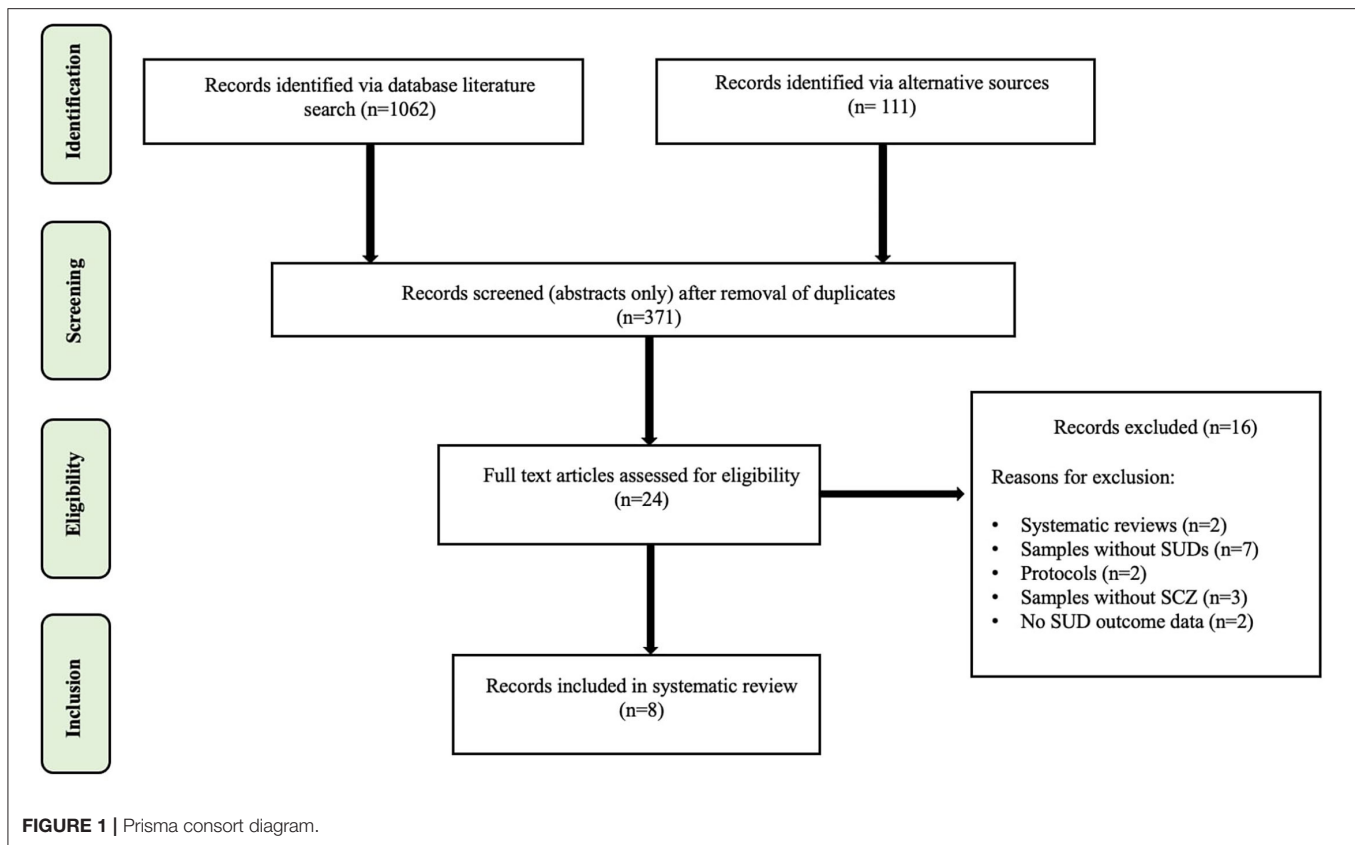 Identification
Records identified via database literature
search (n=1062)
Records identified via alternative sources
(n= 111)
Screening
Records screened (abstracts only) after removal of duplicates
(n=371)
Eligibility
Full text articles assessed for eligibility
(n=24)
Records excluded (n=16)
Reasons for exclusion:
• Systematic reviews (n=2)
• Samples without SUDs (n=7)
• Protocols (n=2)
• Samples without SCZ (n=3)
• No SUD outcome data (n=2)
Inclusion
Records included in systematic review
(n=8)
FIGURE 1 | Prisma consort diagram.